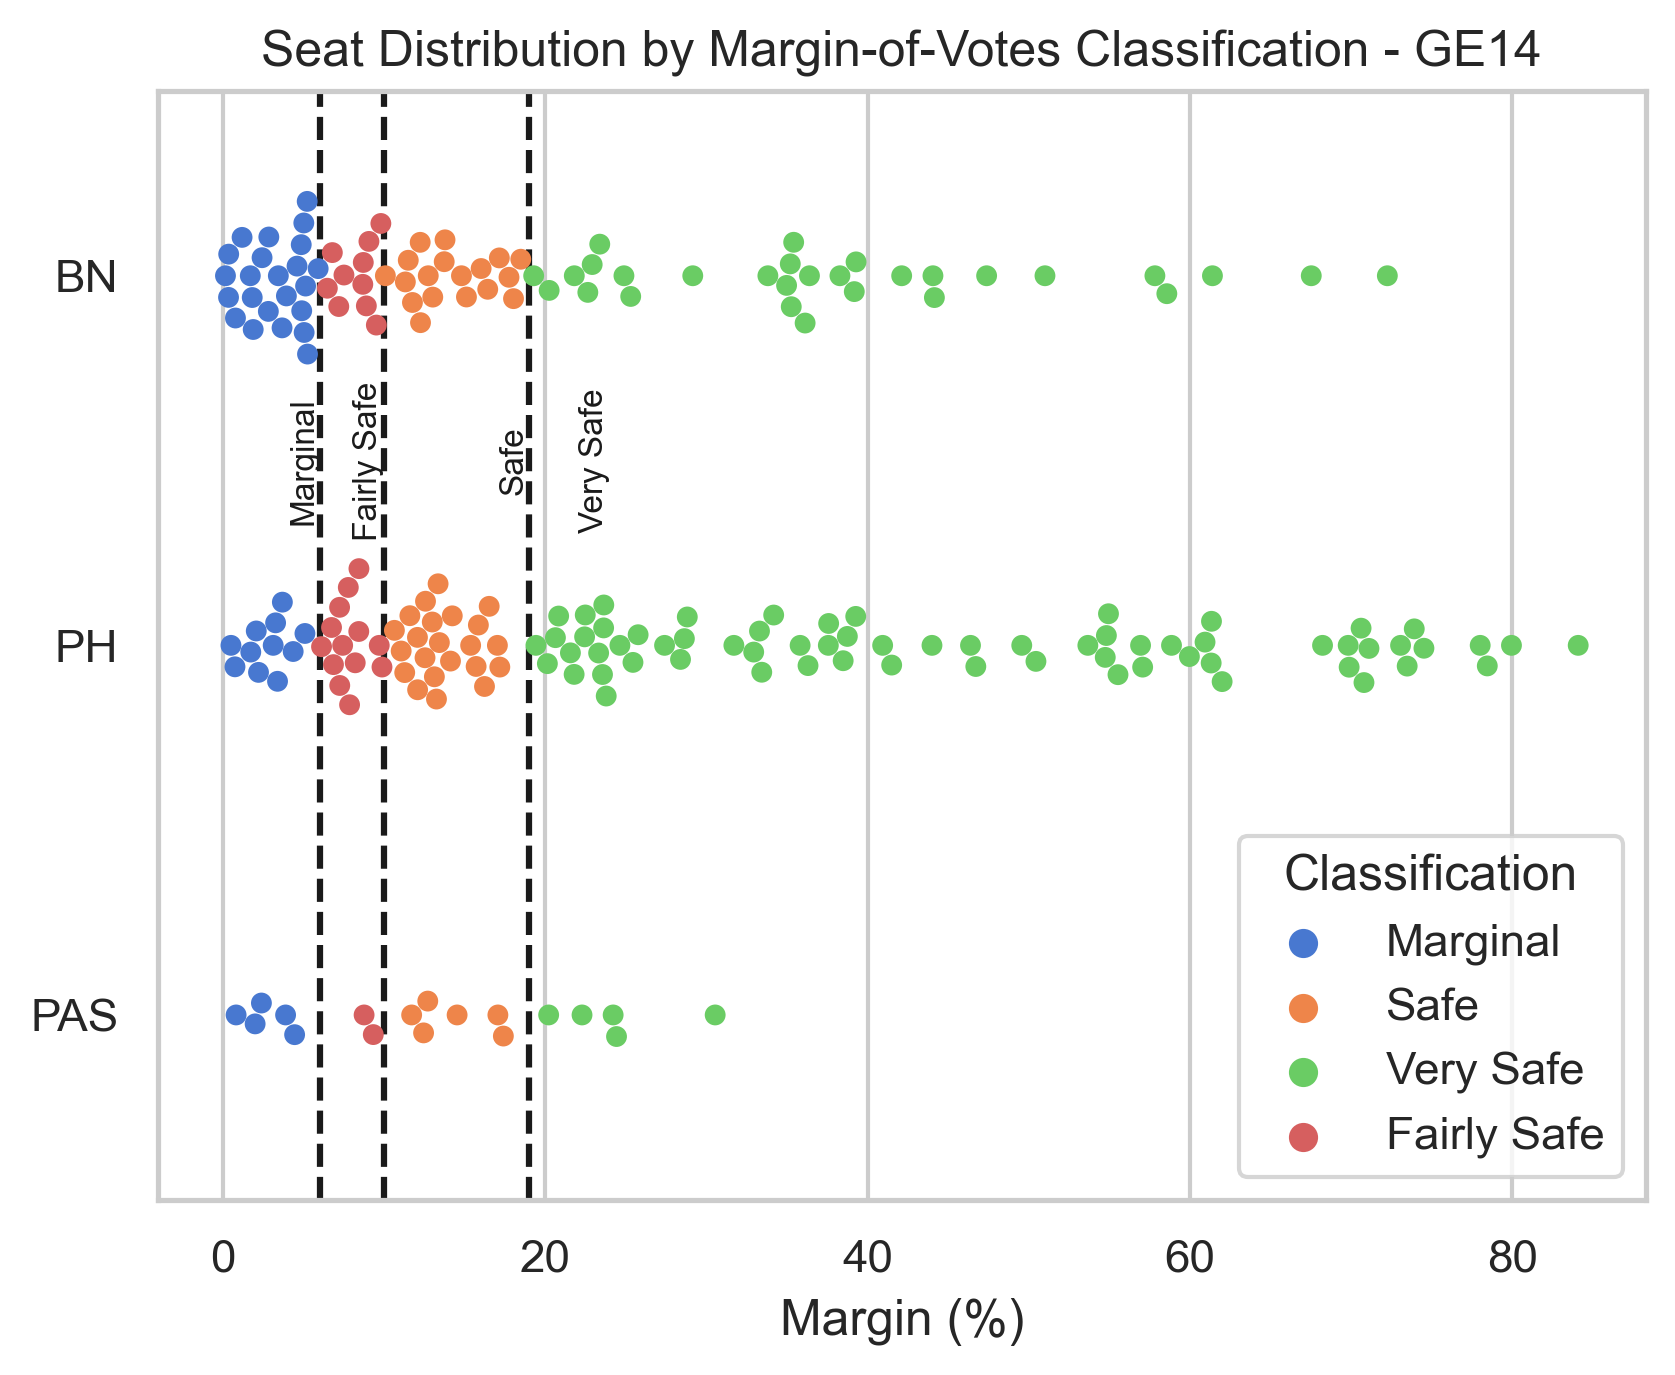 Seat Distribution by Margin-of-Votes Classification - GE14
BN
Marginal
Fairly Safe
Safe
Very Safe
PH
PAS
Classification
Marginal
Safe
Very Safe
Fairly Safe
0 20 40 60 80
Margin (%)